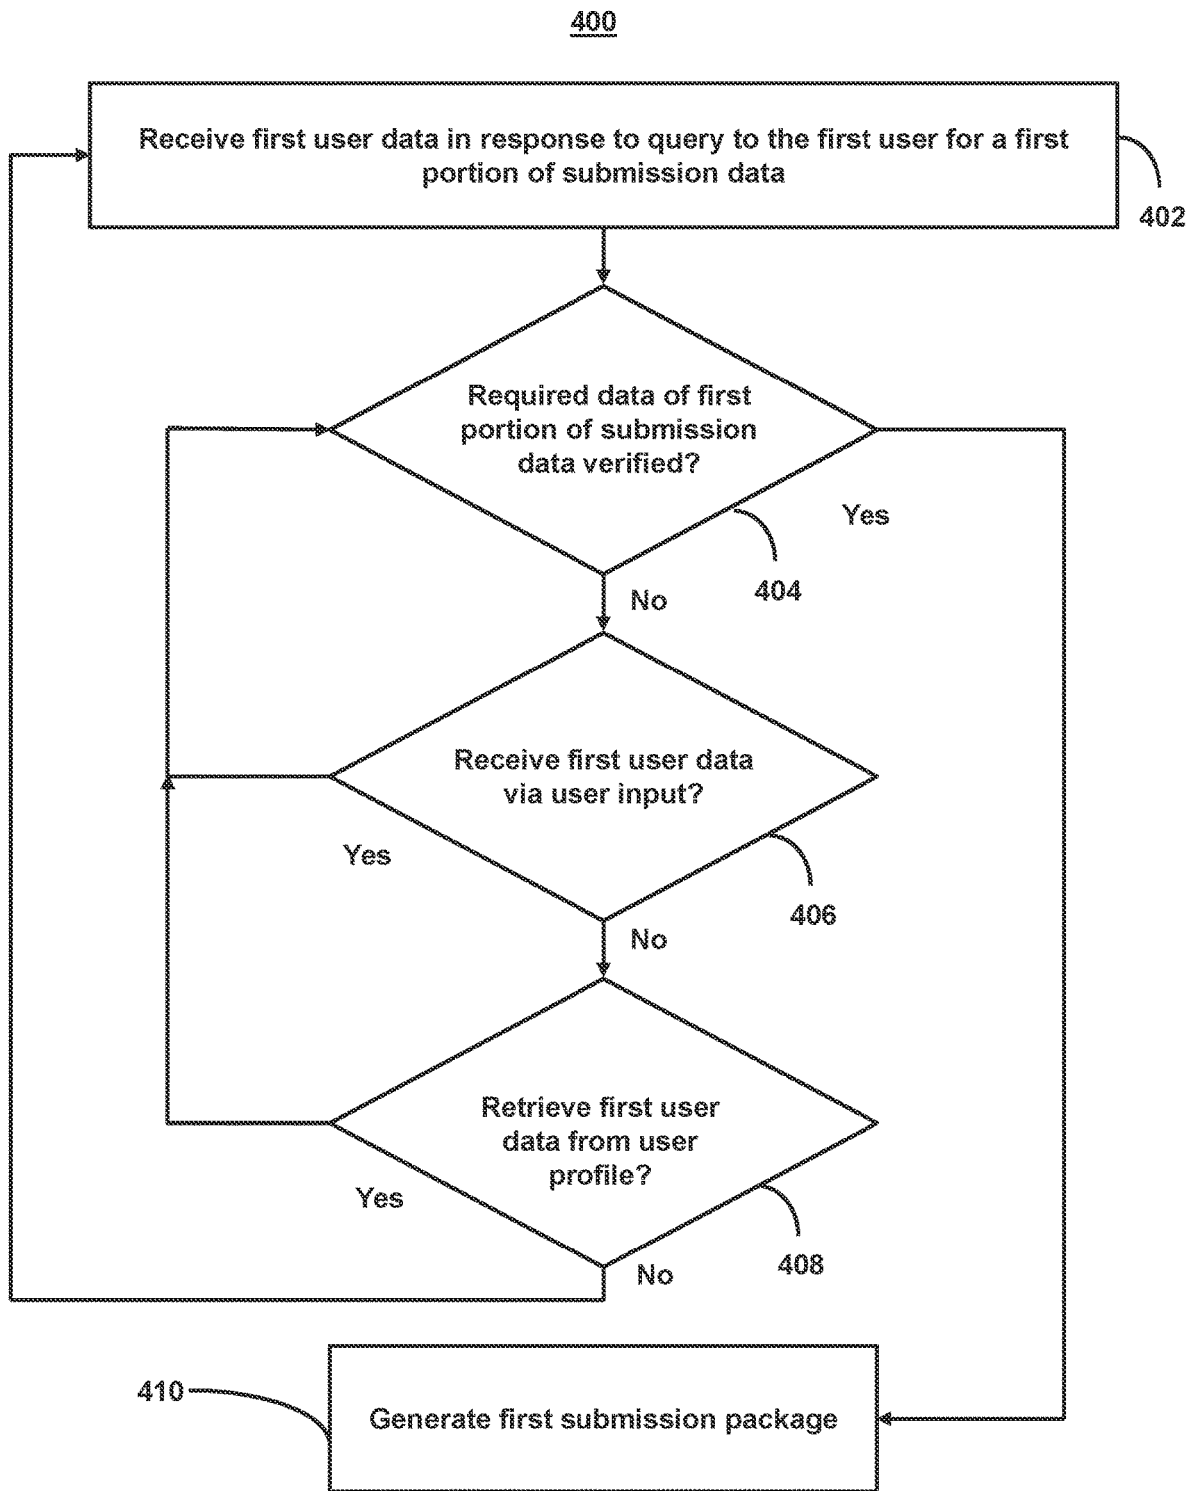 400
Receive first user data in response to query to the first user for a first
portion of submission data
402
Required data of first
portion of submission
data verified?
Yes
404
No
Receive first user data
via user input?
Yes
406
No
Retrieve first user
data from user
profile?
Yes
408
No
410
Generate first submission package